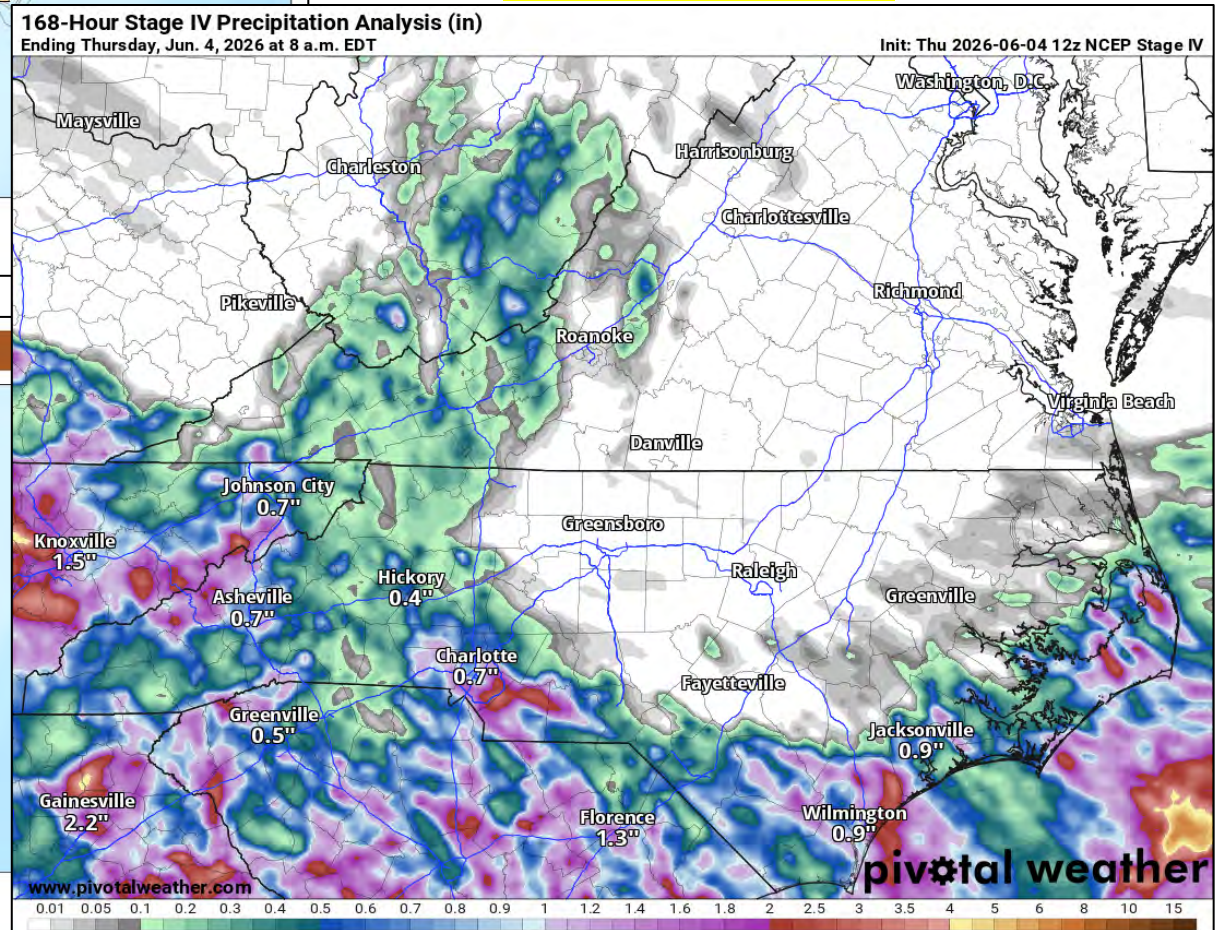 168-Hour Stage IV Precipitation Analysis (in)
Ending Thursday, Jun. 4, 2026 at 8 a.m. EDT
Init: Thu 2026-06-04 12z NCEP Stage IV
Washington, D.C.
Maysville
Harrisonburg
Charleston
Charlottesville
Richmond
Pikeville
Roanoke
Virginia Beach
Danville
Johnson City
0.7"
Greensboro
Knoxville
1.5"
Raleigh
Hickory
0.4"
Asheville
0.7"
Greenville
Charlotte
0.7"
Fayetteville
Greenville
0.5"
Jacksonville
0.9"
Gainesville
2.2"
Florence
1.3"
Wilmington
0.9"
pivotal weather
www.pivotalweather.com
0.01 0.05 0.1 0.2 0.3 0.4 0.5 0.6 0.7 0.8 0.9 1 1.2 1.4 1.6 1.8 2 2.5 3 3.5 4 5 6 8 10 15